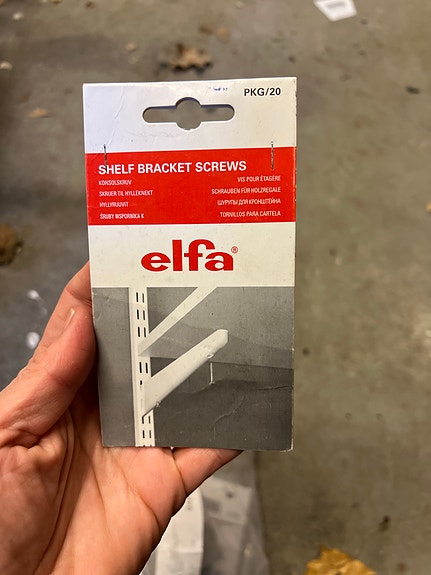 PKG/20
SHELF BRACKET SCREWS
KONSOLSKRUV
SKRUER TIL HYLLEKNEKT
HYLLYRUUVIT
ŚRUBY WSPORNIKA K
VIS POUR ÉTAGÈRE
SCHRAUBEN FÜR HOLZREGALE
ШУРУПЫ ДЛЯ КРОНШТЕЙНА
TORNILLOS PARA CARTELA
elfa®